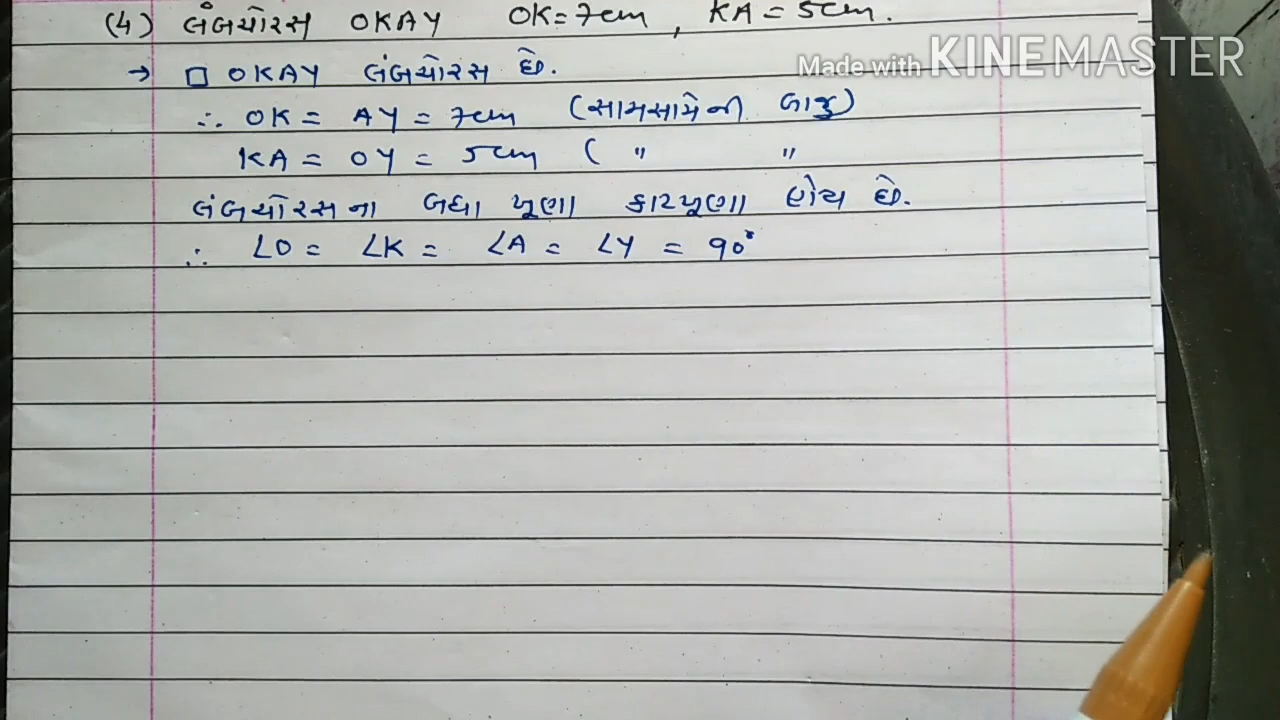 (4) લંબચોરસ OKAY OK = 7cm , KA = 5cm.
Made with KINEMASTER
→ □ OKAY લંબચોરસ છે.
∴ OK = AY = 7cm (સામસામેની બાજુ)
KA = OY = 5cm ( " "
લંબચોરસના બધા ખૂણા કાટખૂણા હોય છે.
∴ ∠O = ∠K = ∠A = ∠Y = 90°